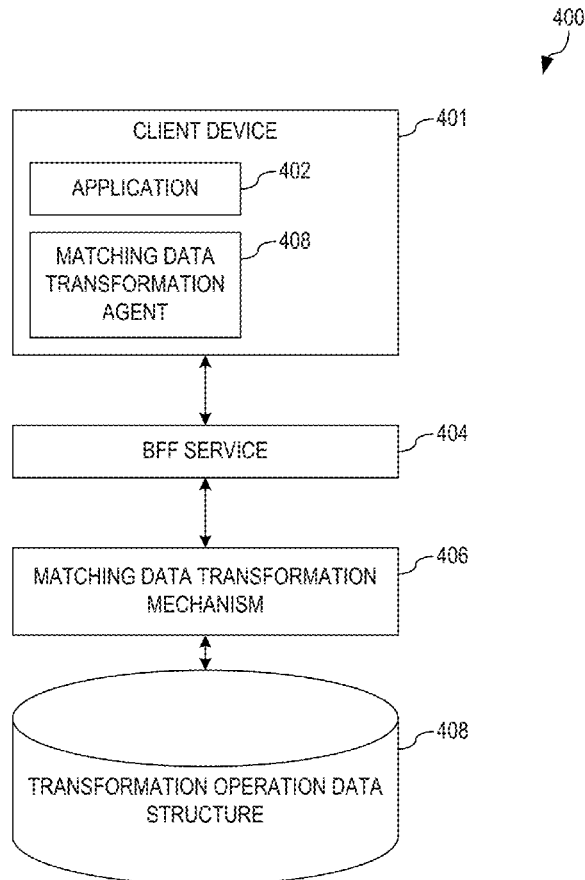 400
CLIENT DEVICE
401
APPLICATION
402
MATCHING DATA
TRANSFORMATION
AGENT
408
BFF SERVICE
404
MATCHING DATA TRANSFORMATION
MECHANISM
406
TRANSFORMATION OPERATION DATA
STRUCTURE
408